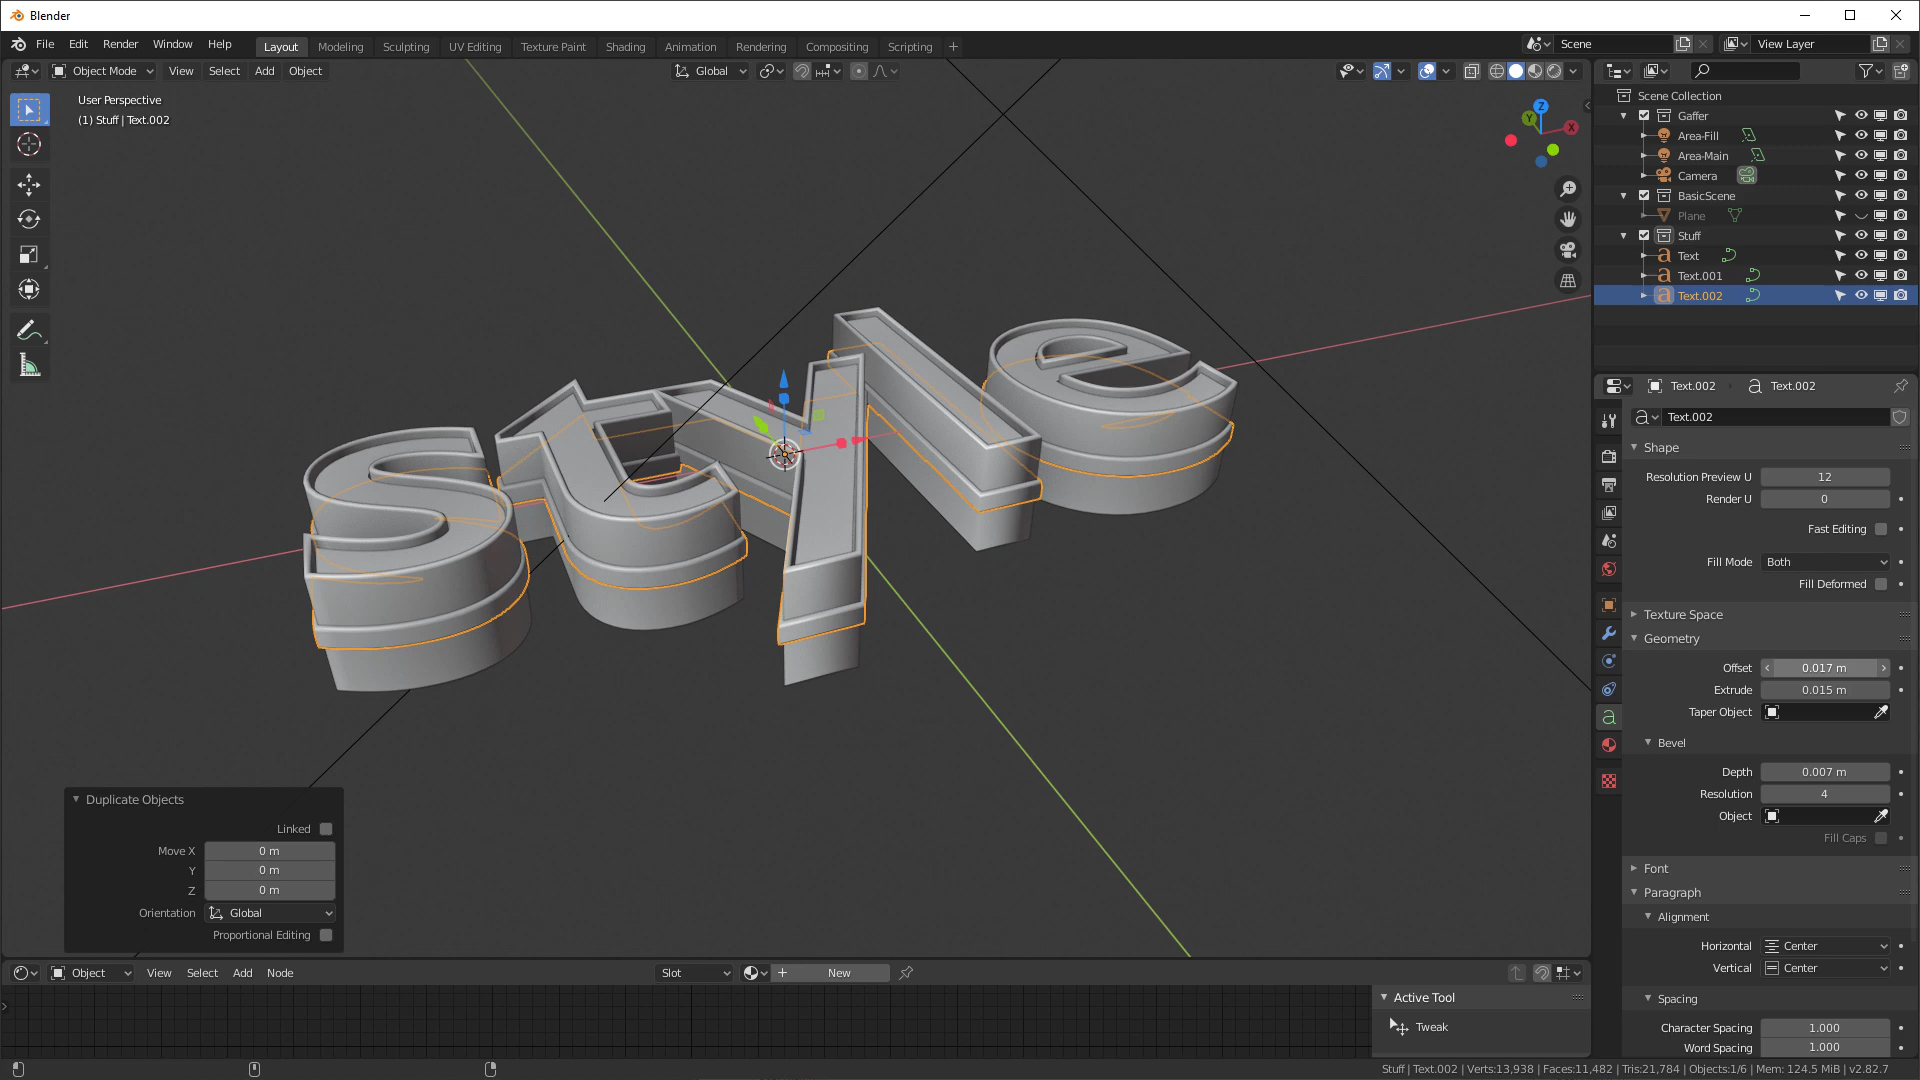 Blender
File Edit Render Window Help
Layout Modeling Sculpting UV Editing Texture Paint Shading Animation Rendering Compositing Scripting +
Scene
View Layer
Object Mode View Select Add Object
Global
User Perspective
(1) Stuff | Text.002
Z
Y
X
style
Scene Collection
Gaffer
Area-Fill
Area-Main
Camera
BasicScene
Plane
Stuff
Text
Text.001
Text.002
Text.002 Text.002
Text.002
Shape
Resolution Preview U 12
Render U 0
Fast Editing
Fill Mode Both
Fill Deformed
Texture Space
Geometry
Offset 0.017 m
Extrude 0.015 m
Taper Object
Bevel
Depth 0.007 m
Resolution 4
Object
Fill Caps
Font
Paragraph
Alignment
Horizontal Center
Vertical Center
Spacing
Character Spacing 1.000
Word Spacing 1.000
Duplicate Objects
Linked
Move X 0 m
Y 0 m
Z 0 m
Orientation Global
Proportional Editing
Object View Select Add Node
Slot
New
Active Tool
Tweak
Stuff | Text.002 | Verts:13,938 | Faces:11,482 | Tris:21,784 | Objects:1/6 | Mem: 124.5 MiB | v2.82.7